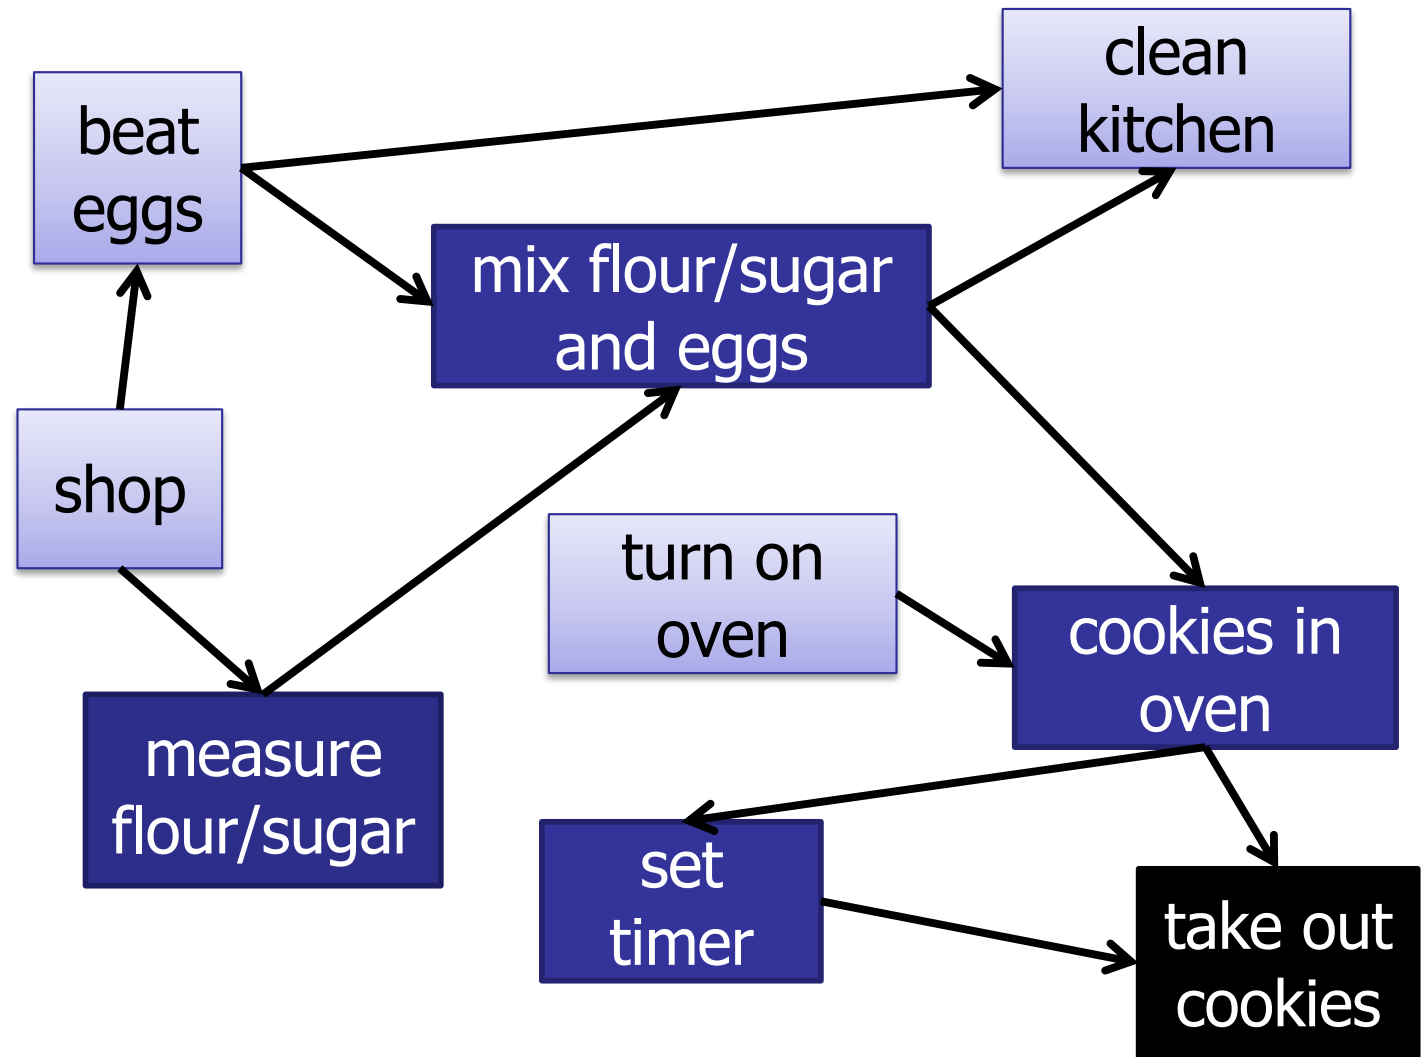 clean
kitchen
beat
eggs
mix flour/sugar
and eggs
shop
turn on
oven
cookies in
oven
measure
flour/sugar
set
timer
take out
cookies